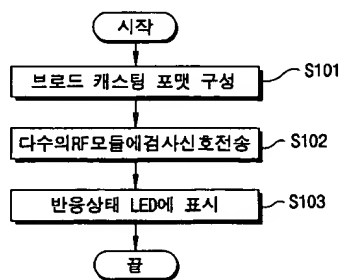 시작
브로드 캐스팅 포맷 구성
S101
다수의RF모듈에검사신호전송
S102
반응상태 LED에 표시
S103
끝